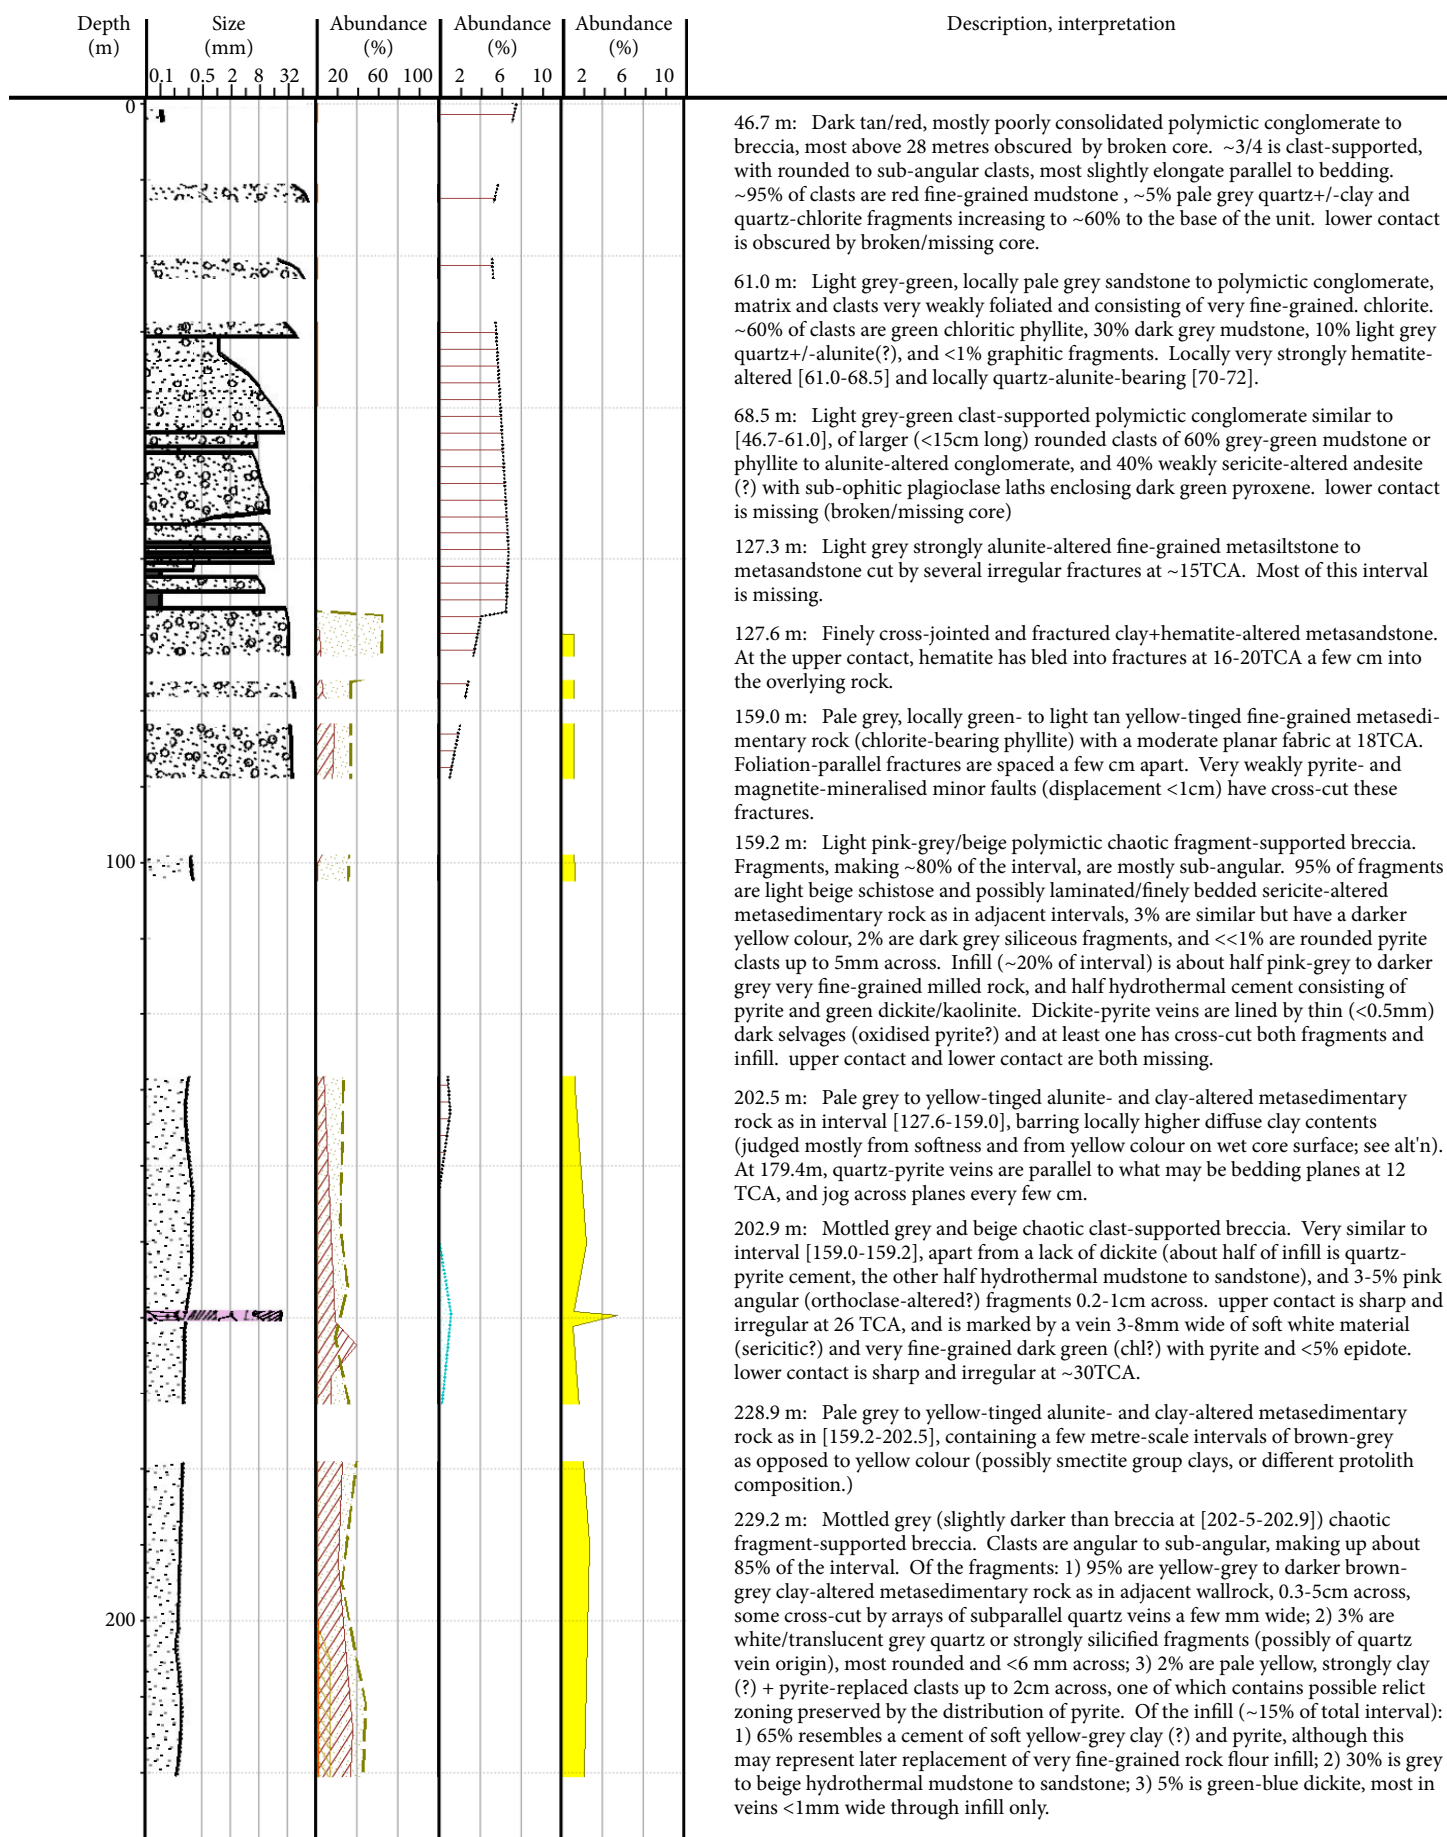 Depth
(m)
Size
(mm)
Abundance
(%)
Abundance
(%)
Abundance
(%)
Description, interpretation
0.1 0.5 2 8 32
20 60 100
2 6 10
2 6 10
0
100
200
46.7 m: Dark tan/red, mostly poorly consolidated polymictic conglomerate to
breccia, most above 28 metres obscured by broken core. ~3/4 is clast-supported,
with rounded to sub-angular clasts, most slightly elongate parallel to bedding.
~95% of clasts are red fine-grained mudstone , ~5% pale grey quartz+/-clay and
quartz-chlorite fragments increasing to ~60% to the base of the unit. lower contact
is obscured by broken/missing core.
61.0 m: Light grey-green, locally pale grey sandstone to polymictic conglomerate,
matrix and clasts very weakly foliated and consisting of very fine-grained. chlorite.
~60% of clasts are green chloritic phyllite, 30% dark grey mudstone, 10% light grey
quartz+/-alunite(?), and <1% graphitic fragments. Locally very strongly hematite-
altered [61.0-68.5] and locally quartz-alunite-bearing [70-72].
68.5 m: Light grey-green clast-supported polymictic conglomerate similar to
[46.7-61.0], of larger (<15cm long) rounded clasts of 60% grey-green mudstone or
phyllite to alunite-altered conglomerate, and 40% weakly sericite-altered andesite
(?) with sub-ophitic plagioclase laths enclosing dark green pyroxene. lower contact
is missing (broken/missing core)
127.3 m: Light grey strongly alunite-altered fine-grained metasiltstone to
metasandstone cut by several irregular fractures at ~15TCA. Most of this interval
is missing.
127.6 m: Finely cross-jointed and fractured clay+hematite-altered metasandstone.
At the upper contact, hematite has bled into fractures at 16-20TCA a few cm into
the overlying rock.
159.0 m: Pale grey, locally green- to light tan yellow-tinged fine-grained metasedi-
mentary rock (chlorite-bearing phyllite) with a moderate planar fabric at 18TCA.
Foliation-parallel fractures are spaced a few cm apart. Very weakly pyrite- and
magnetite-mineralised minor faults (displacement <1cm) have cross-cut these
fractures.
159.2 m: Light pink-grey/beige polymictic chaotic fragment-supported breccia.
Fragments, making ~80% of the interval, are mostly sub-angular. 95% of fragments
are light beige schistose and possibly laminated/finely bedded sericite-altered
metasedimentary rock as in adjacent intervals, 3% are similar but have a darker
yellow colour, 2% are dark grey siliceous fragments, and <<1% are rounded pyrite
clasts up to 5mm across. Infill (~20% of interval) is about half pink-grey to darker
grey very fine-grained milled rock, and half hydrothermal cement consisting of
pyrite and green dickite/kaolinite. Dickite-pyrite veins are lined by thin (<0.5mm)
dark selvages (oxidised pyrite?) and at least one has cross-cut both fragments and
infill. upper contact and lower contact are both missing.
202.5 m: Pale grey to yellow-tinged alunite- and clay-altered metasedimentary
rock as in interval [127.6-159.0], barring locally higher diffuse clay contents
(judged mostly from softness and from yellow colour on wet core surface; see alt'n).
At 179.4m, quartz-pyrite veins are parallel to what may be bedding planes at 12
TCA, and jog across planes every few cm.
202.9 m: Mottled grey and beige chaotic clast-supported breccia. Very similar to
interval [159.0-159.2], apart from a lack of dickite (about half of infill is quartz-
pyrite cement, the other half hydrothermal mudstone to sandstone), and 3-5% pink
angular (orthoclase-altered?) fragments 0.2-1cm across. upper contact is sharp and
irregular at 26 TCA, and is marked by a vein 3-8mm wide of soft white material
(sericitic?) and very fine-grained dark green (chl?) with pyrite and <5% epidote.
lower contact is sharp and irregular at ~30TCA.
228.9 m: Pale grey to yellow-tinged alunite- and clay-altered metasedimentary
rock as in [159.2-202.5], containing a few metre-scale intervals of brown-grey
as opposed to yellow colour (possibly smectite group clays, or different protolith
composition.)
229.2 m: Mottled grey (slightly darker than breccia at [202-5-202.9]) chaotic
fragment-supported breccia. Clasts are angular to sub-angular, making up about
85% of the interval. Of the fragments: 1) 95% are yellow-grey to darker brown-
grey clay-altered metasedimentary rock as in adjacent wallrock, 0.3-5cm across,
some cross-cut by arrays of subparallel quartz veins a few mm wide; 2) 3% are
white/translucent grey quartz or strongly silicified fragments (possibly of quartz
vein origin), most rounded and <6 mm across; 3) 2% are pale yellow, strongly clay
(?) + pyrite-replaced clasts up to 2cm across, one of which contains possible relict
zoning preserved by the distribution of pyrite. Of the infill (~15% of total interval):
1) 65% resembles a cement of soft yellow-grey clay (?) and pyrite, although this
may represent later replacement of very fine-grained rock flour infill; 2) 30% is grey
to beige hydrothermal mudstone to sandstone; 3) 5% is green-blue dickite, most in
veins <1mm wide through infill only.